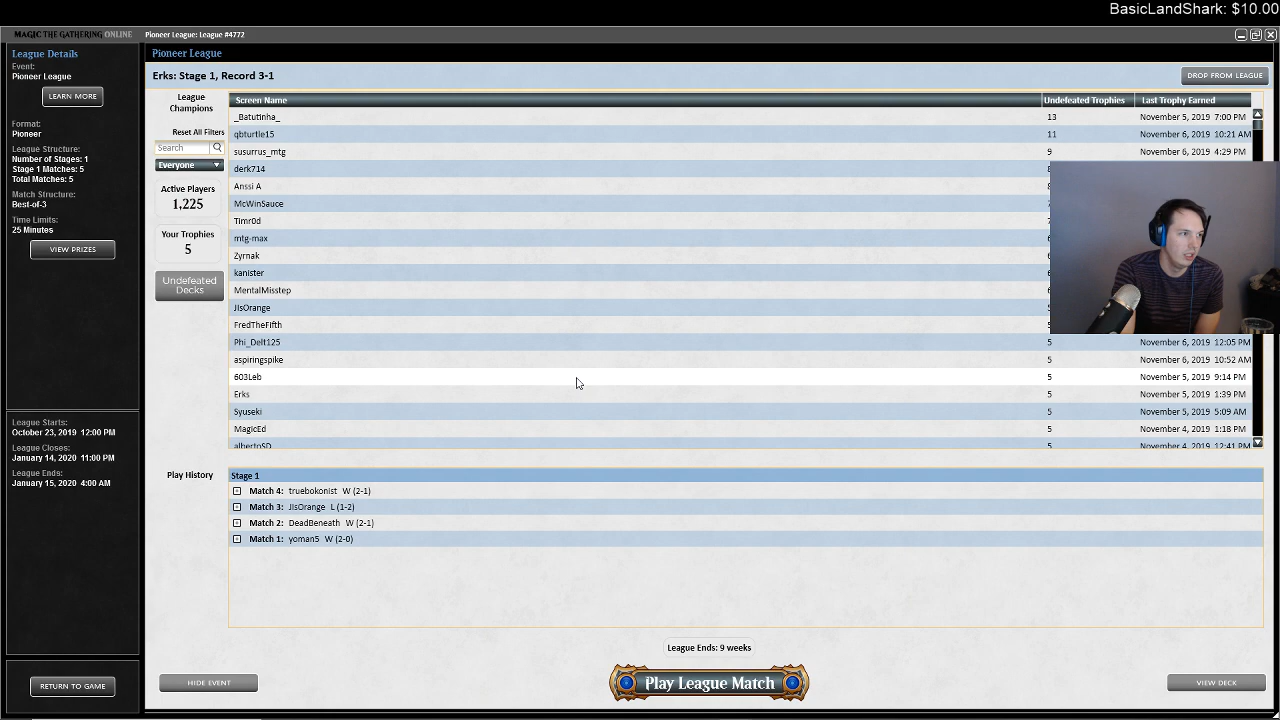 BasicLandShark: $10.00
MAGIC THE GATHERING ONLINE
Pioneer League: League #4772
League Details
Event:
Pioneer League
LEARN MORE
Format:
Pioneer
League Structure:
Number of Stages: 1
Stage 1 Matches: 5
Total Matches: 5
Match Structure:
Best-of-3
Time Limits:
25 Minutes
VIEW PRIZES
League Starts:
October 23, 2019 12:00 PM
League Closes:
January 14, 2020 11:00 PM
League Ends:
January 15, 2020 4:00 AM
RETURN TO GAME
Pioneer League
Erks: Stage 1, Record 3-1
DROP FROM LEAGUE
League
Champions
Reset All Filters
Search
Everyone
Active Players
1,225
Your Trophies
5
Undefeated
Decks
Screen Name Undefeated Trophies Last Trophy Earned
_Batutinha_ 13 November 5, 2019 7:00 PM
qbturtle15 11 November 6, 2019 10:21 AM
susurrus_mtg 9 November 6, 2019 4:29 PM
derk714
Anssi A
McWinSauce
Timr0d
mtg-max
Zyrnak
kanister
MentalMisstep
JIsOrange
FredTheFifth
Phi_Delt125 5 November 6, 2019 12:05 PM
aspiringspike 5 November 6, 2019 10:52 AM
603Leb 5 November 5, 2019 9:14 PM
Erks 5 November 5, 2019 1:39 PM
Syuseki 5 November 5, 2019 5:09 AM
MagicEd 5 November 4, 2019 1:18 PM
albertoSD 5 November 4, 2019 12:41 PM
Play History
Stage 1
Match 4: truebokonist W (2-1)
Match 3: JIsOrange L (1-2)
Match 2: DeadBeneath W (2-1)
Match 1: yoman5 W (2-0)
League Ends: 9 weeks
HIDE EVENT
Play League Match
VIEW DECK